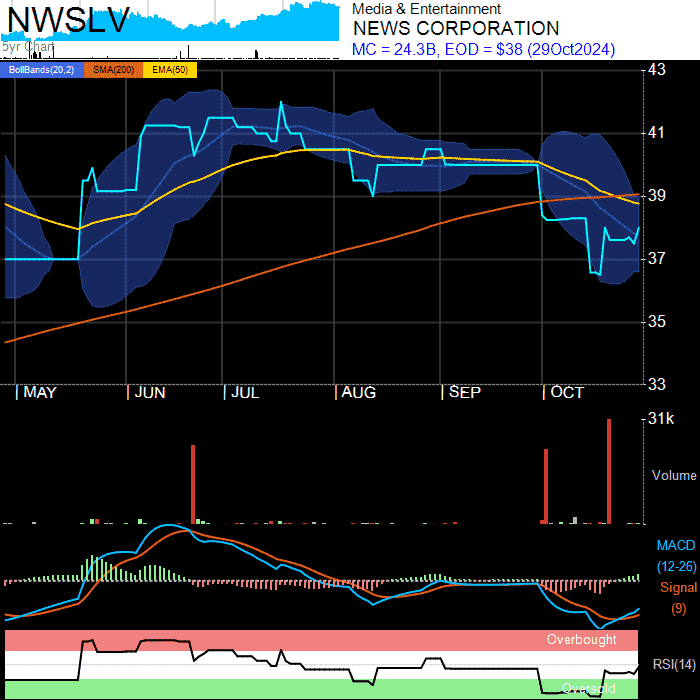 NWSLV
5yr Chart
Media & Entertainment
NEWS CORPORATION
MC = 24.3B, EOD = $38 (29Oct2024)
BollBands(20,2) SMA(200) EMA(50)
43
41
39
37
35
33
MAY JUN JUL AUG SEP OCT
31k
Volume
MACD
(12-26)
Signal
(9)
Overbought
RSI(14)
Oversold